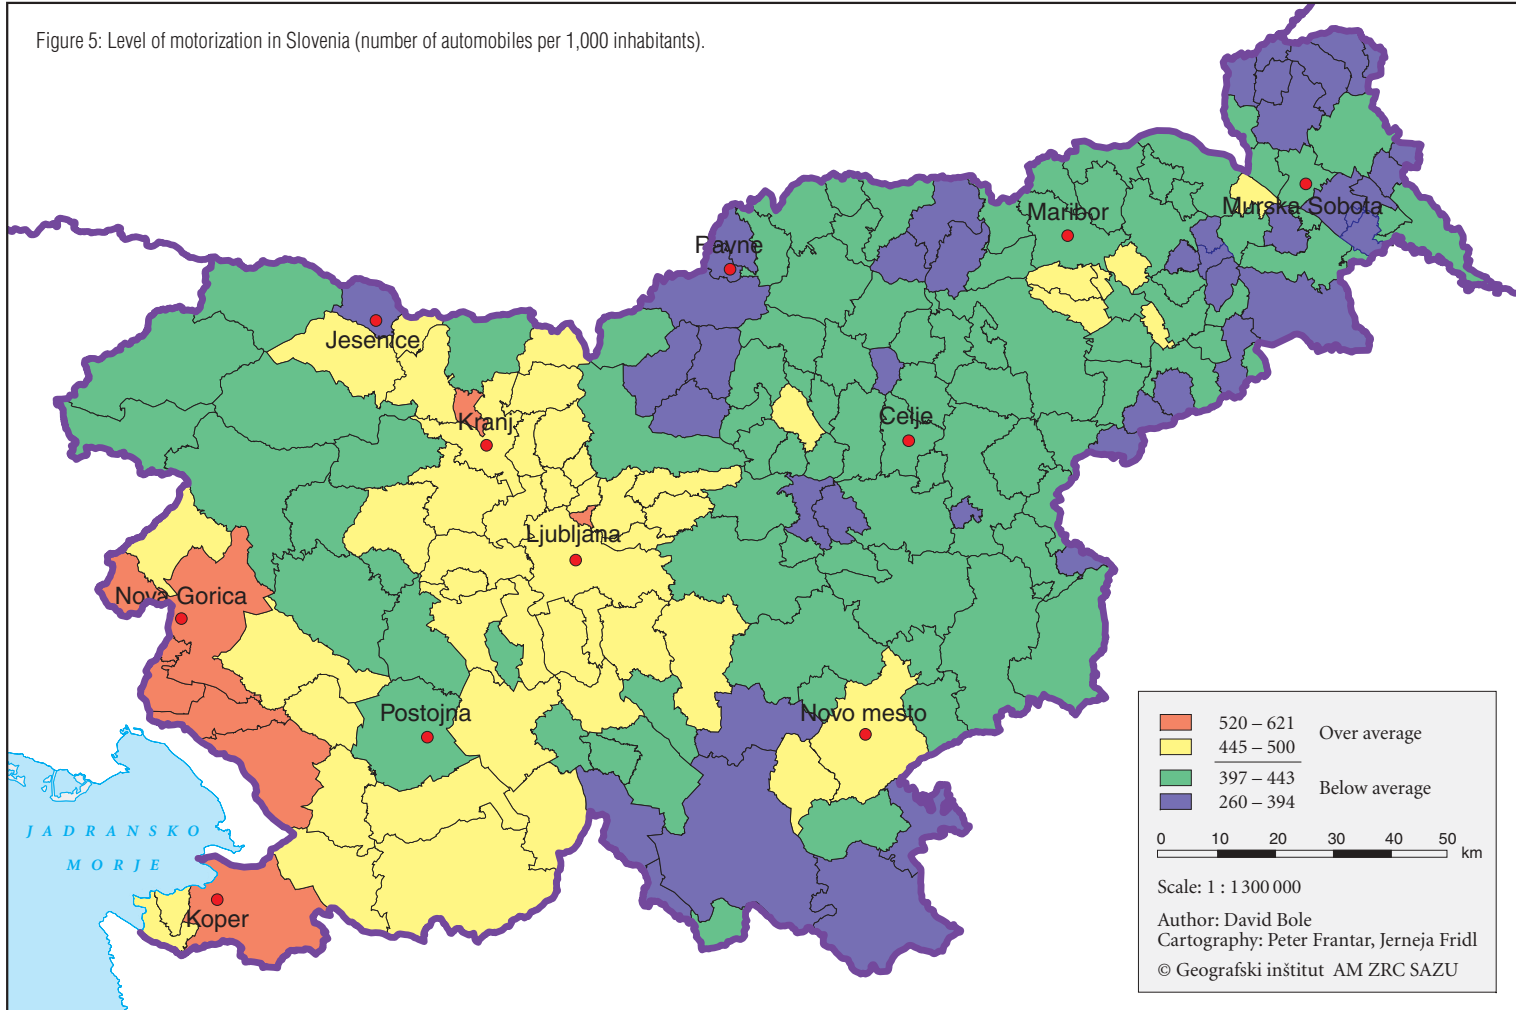 Figure 5: Level of motorization in Slovenia (number of automobiles per 1,000 inhabitants).
Murska Sobota
Maribor
Ravne
Jesenice
Kranj
Celje
Ljubljana
Nova Gorica
Postojna
Novo mesto
Koper
JADRANSKO
MORJE
520 – 621
445 – 500
Over average
397 – 443
260 – 394
Below average
0 10 20 30 40 50 km
Scale: 1 : 1 300 000
Author: David Bole
Cartography: Peter Frantar, Jerneja Fridl
© Geografski inštitut AM ZRC SAZU